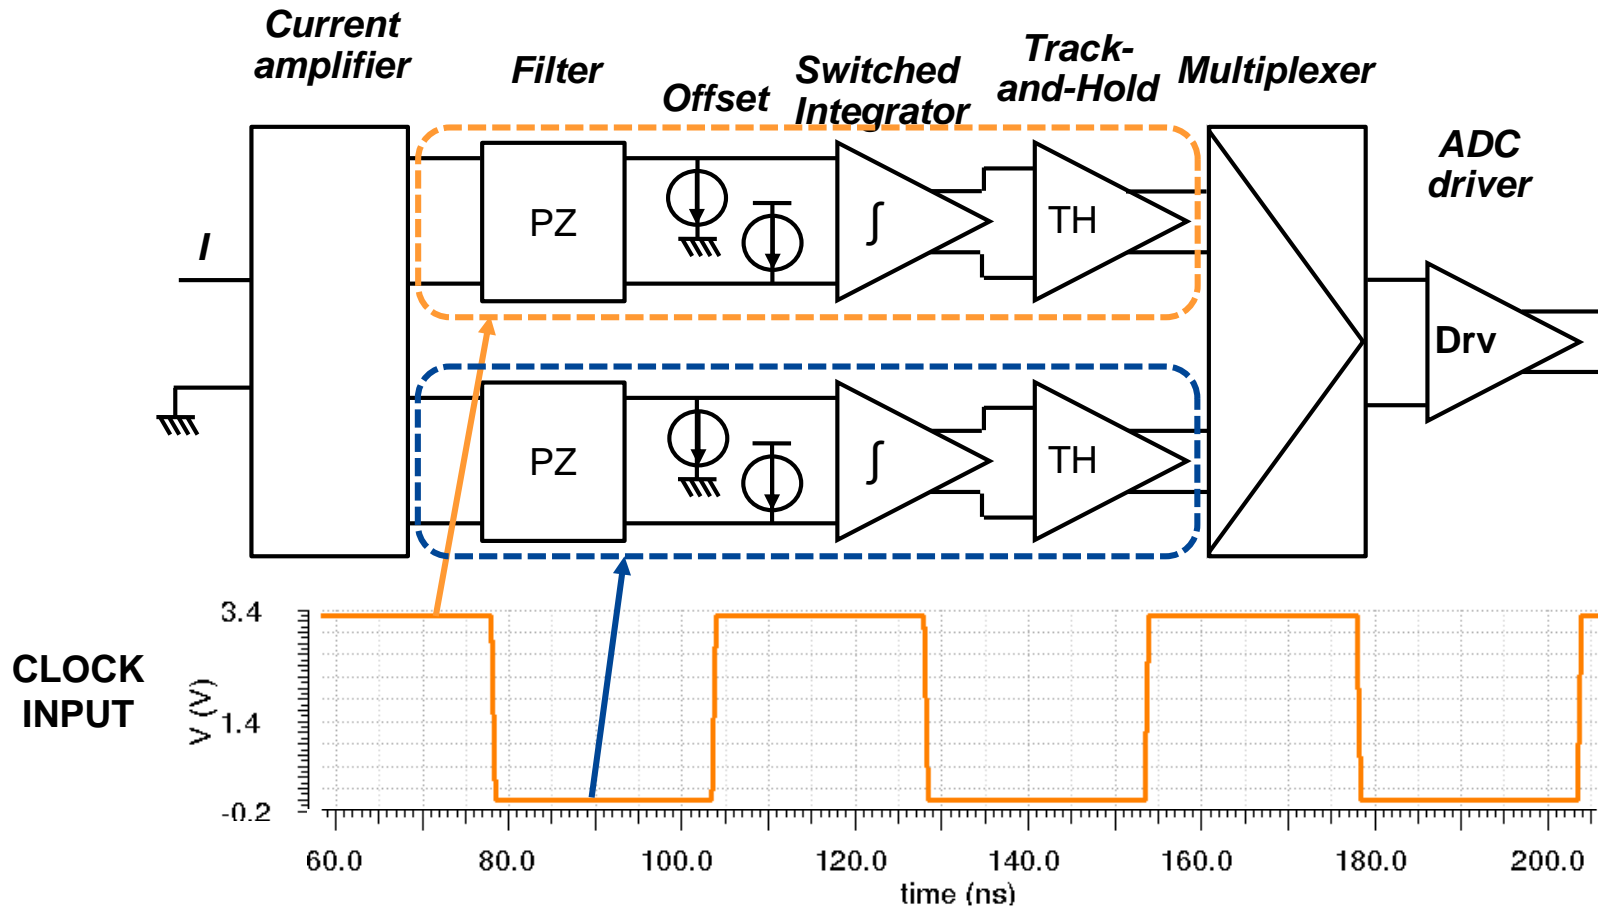 Current
amplifier
Filter
Offset
Switched
Integrator
Track-
and-Hold
Multiplexer
ADC
driver
I
PZ
∫
TH
Drv
PZ
∫
TH
CLOCK
INPUT
V (V)
3.4
1.4
-0.2
60.0 80.0 100.0 120.0 140.0 160.0 180.0 200.0
time (ns)